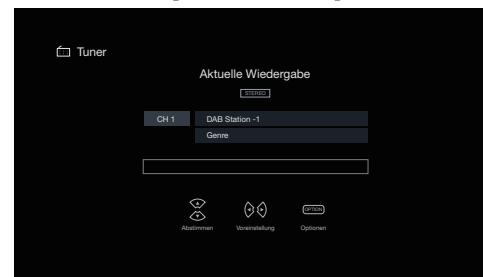 Tuner
Aktuelle Wiedergabe
STEREO
CH 1
DAB Station -1
Genre
OPTION
Abstimmen
Voreinstellung
Optionen